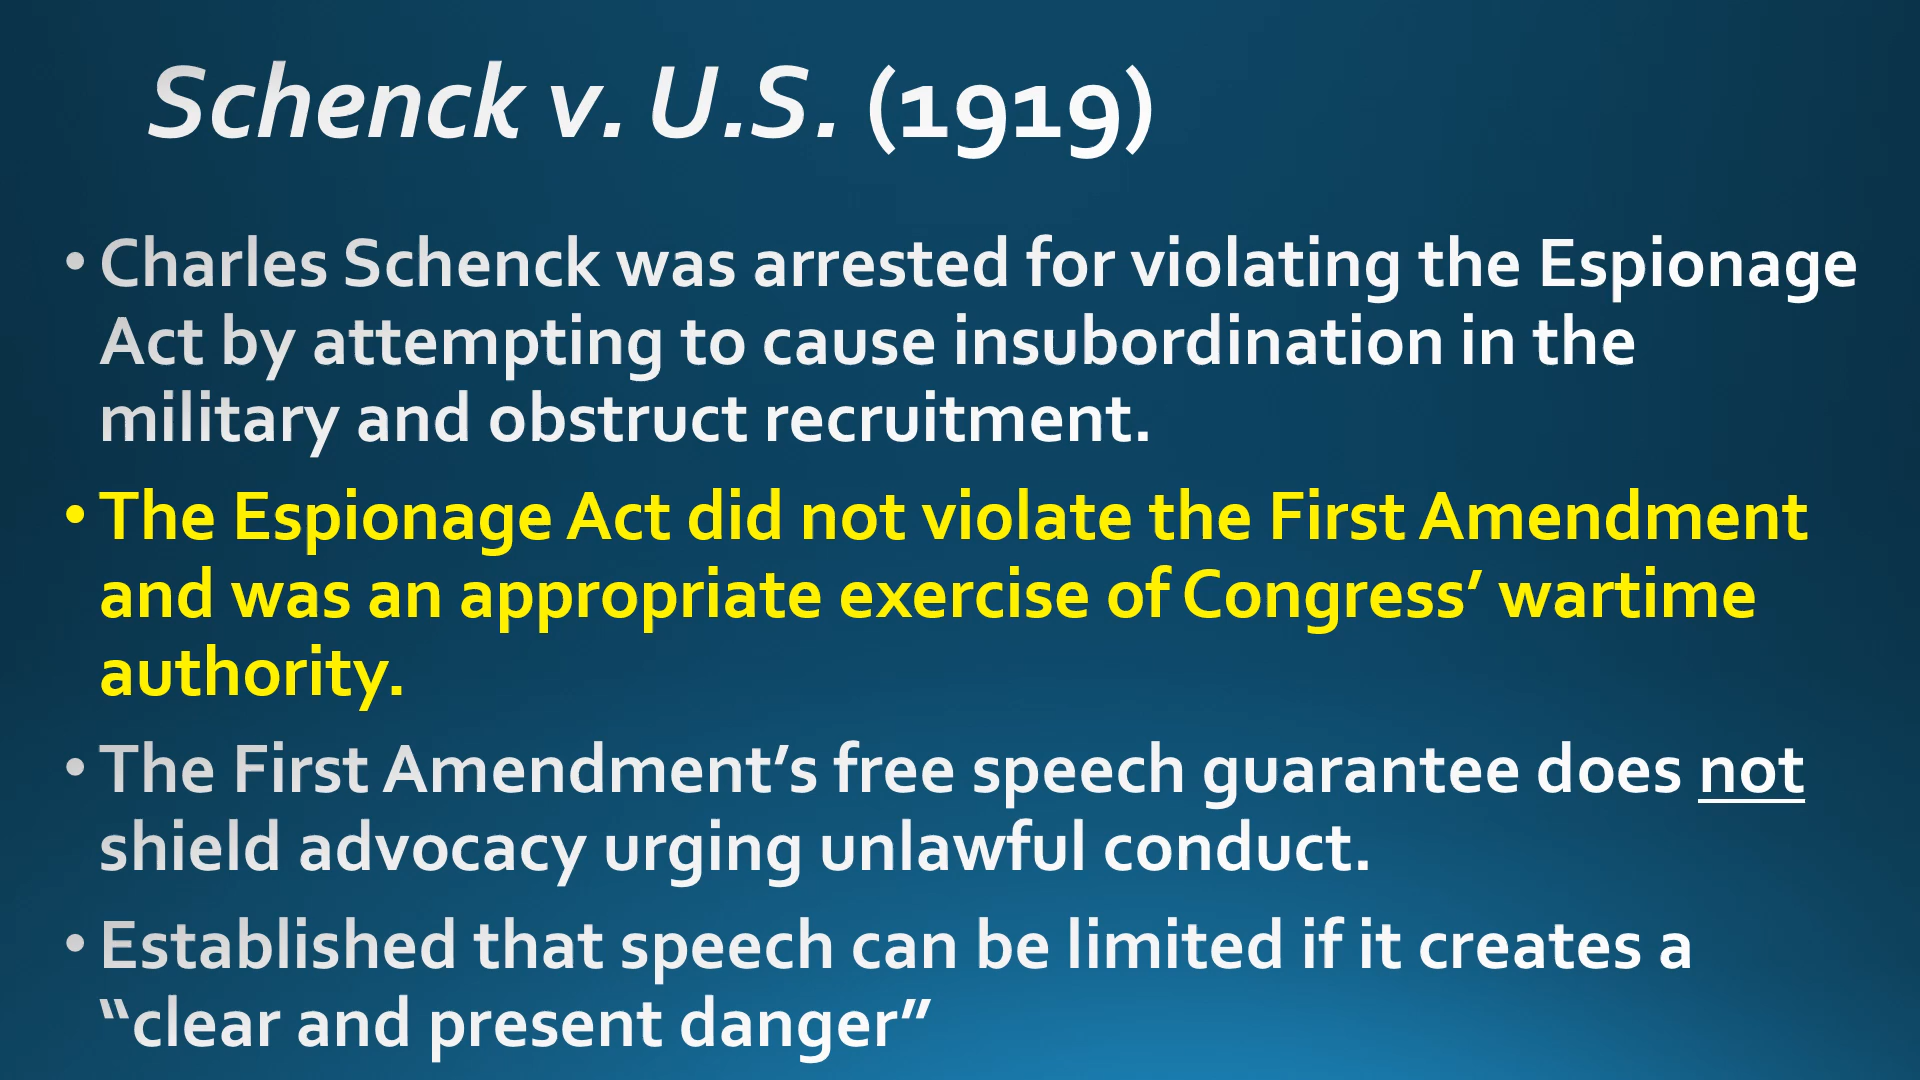 Schenck v. U.S. (1919)
• Charles Schenck was arrested for violating the Espionage
Act by attempting to cause insubordination in the
military and obstruct recruitment.
• The Espionage Act did not violate the First Amendment
and was an appropriate exercise of Congress’ wartime
authority.
• The First Amendment’s free speech guarantee does not
shield advocacy urging unlawful conduct.
• Established that speech can be limited if it creates a
“clear and present danger”